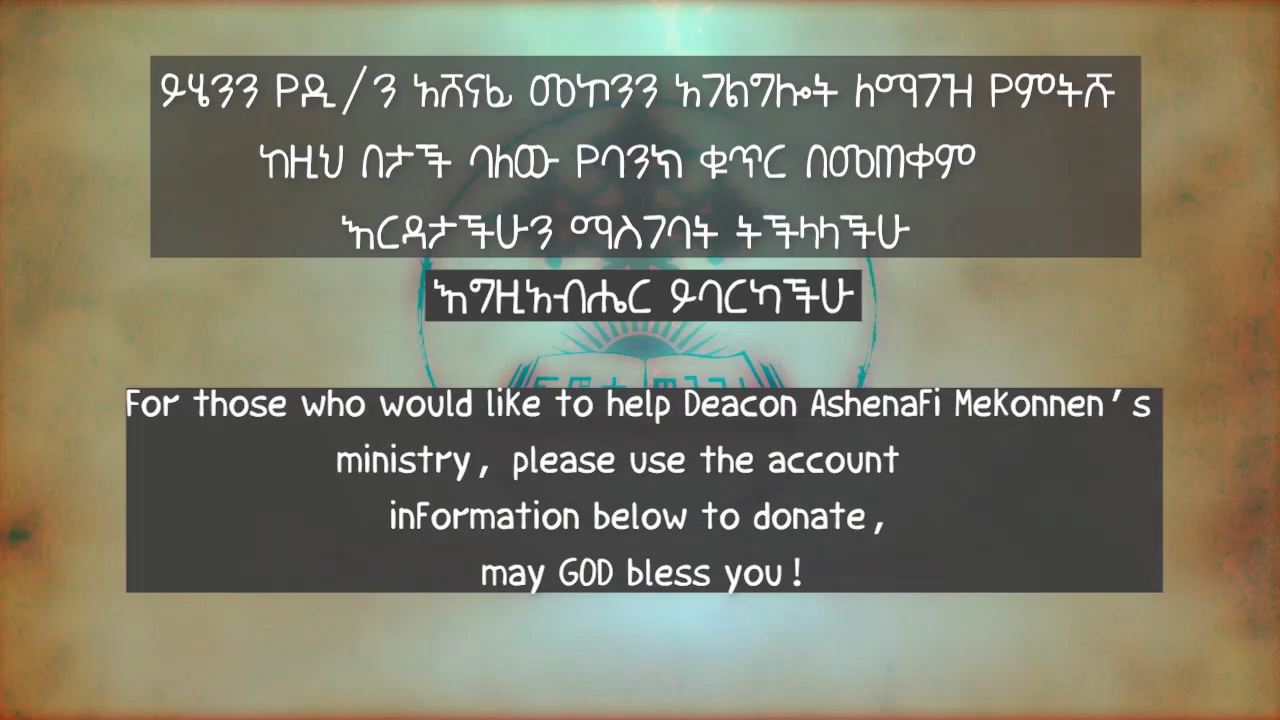 ይሄንን የዲ/ን አሸናፊ መኮንን አገልግሎት ለማገዝ የምትሹ
ከዚህ በታች ባለው የባንክ ቁጥር በመጠቀም
እርዳታችሁን ማስገባት ትችላላችሁ
እግዚአብሔር ይባርካችሁ
For those who would like to help Deacon Ashenafi Mekonnen's
ministry, please use the account
information below to donate,
may GOD bless you!